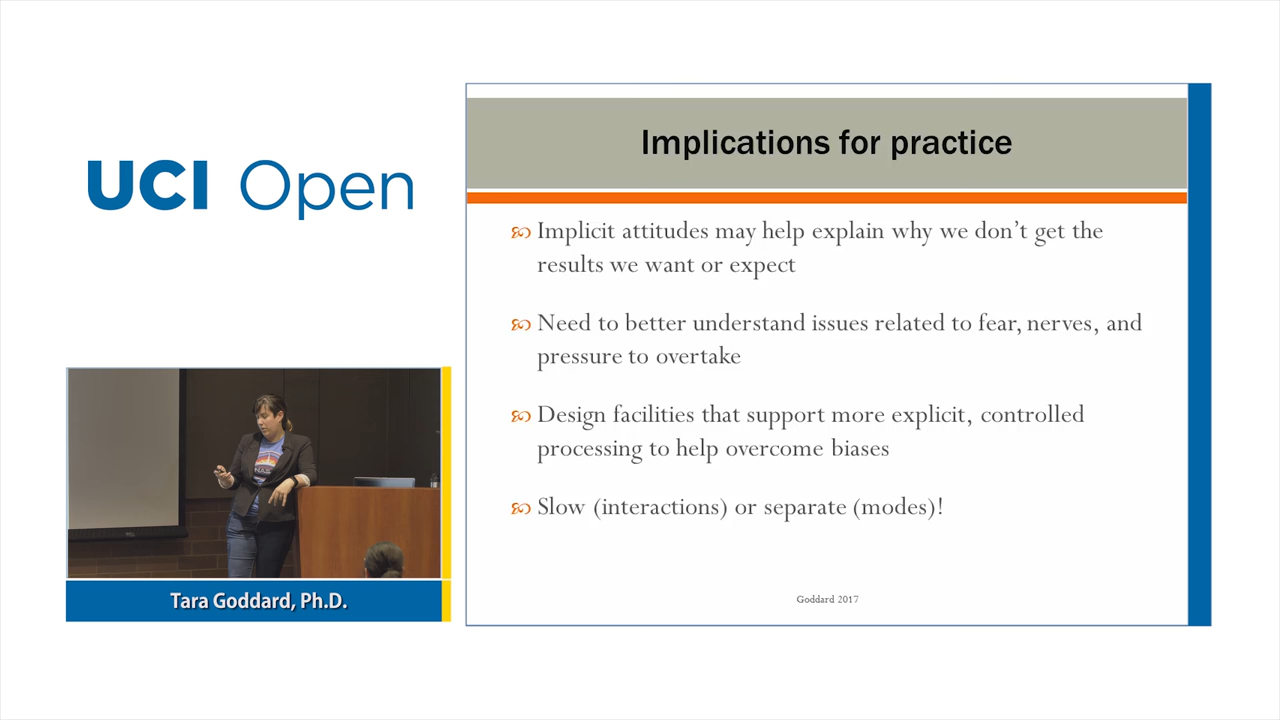 UCI Open
Tara Goddard, Ph.D.
Implications for practice
Implicit attitudes may help explain why we don't get the
results we want or expect
Need to better understand issues related to fear, nerves, and
pressure to overtake
Design facilities that support more explicit, controlled
processing to help overcome biases
Slow (interactions) or separate (modes)!
Goddard 2017